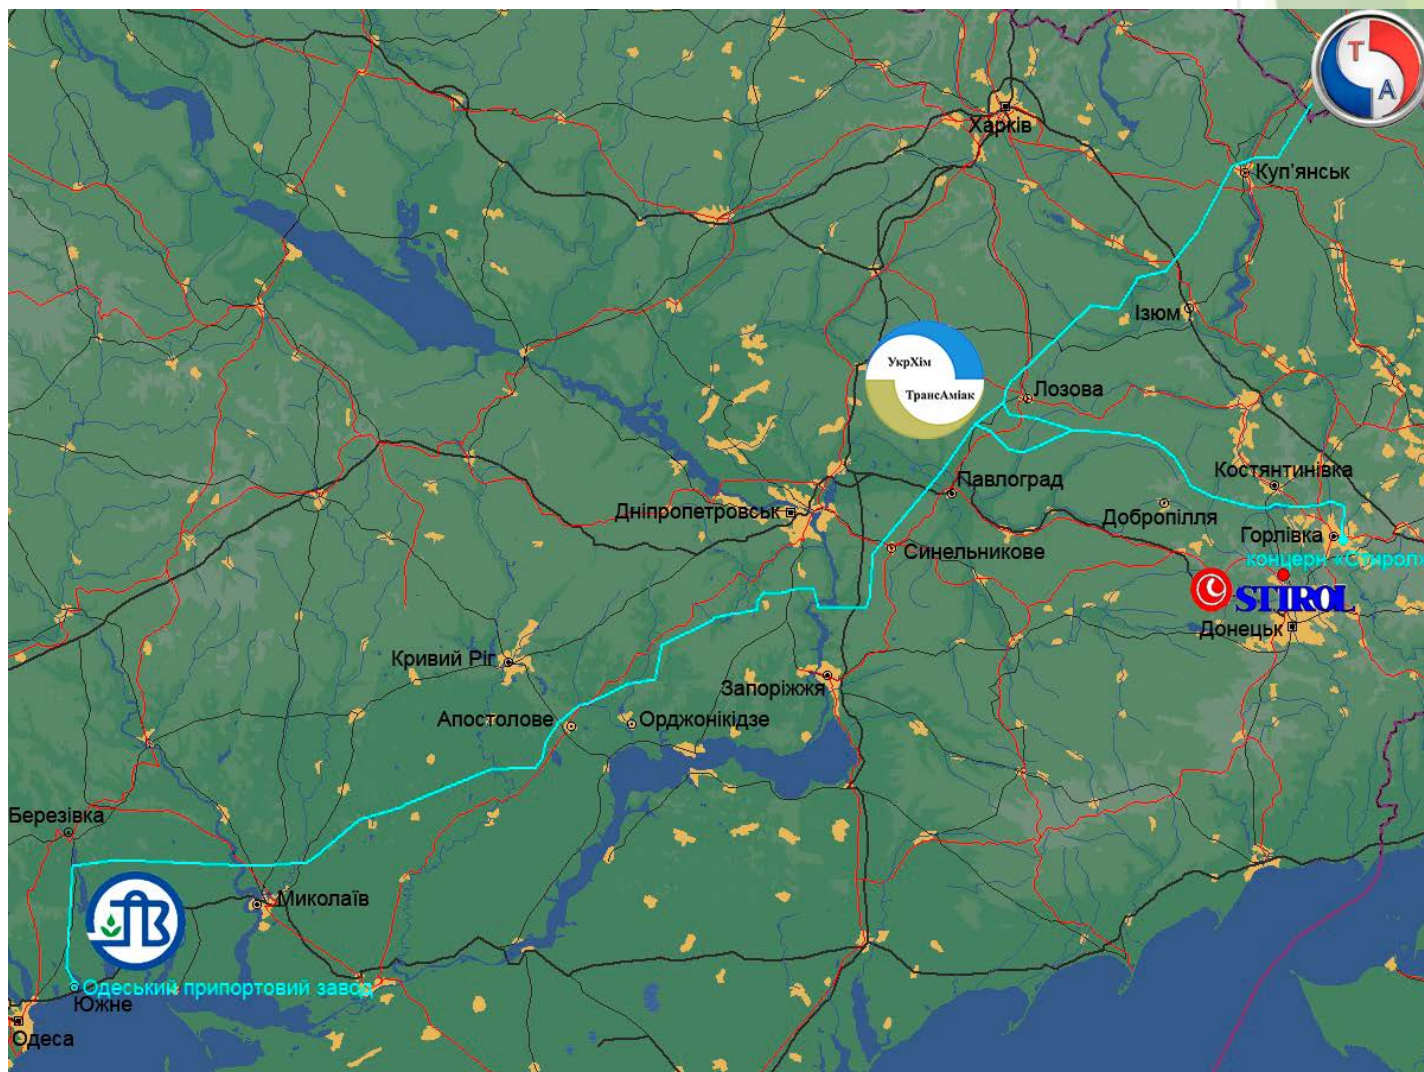 Т
А
Харків
Куп'янськ
Ізюм
УкрХім
ТрансАміак
Лозова
Костянтинівка
Павлоград
Добропілля
Дніпропетровськ
Горлівка
Синельникове
концерн «Стирол»
STIROL
Донецьк
Кривий Ріг
Запоріжжя
Апостолове
Орджонікідзе
Березівка
Миколаїв
Одеський припортовий завод
Южне
Одеса